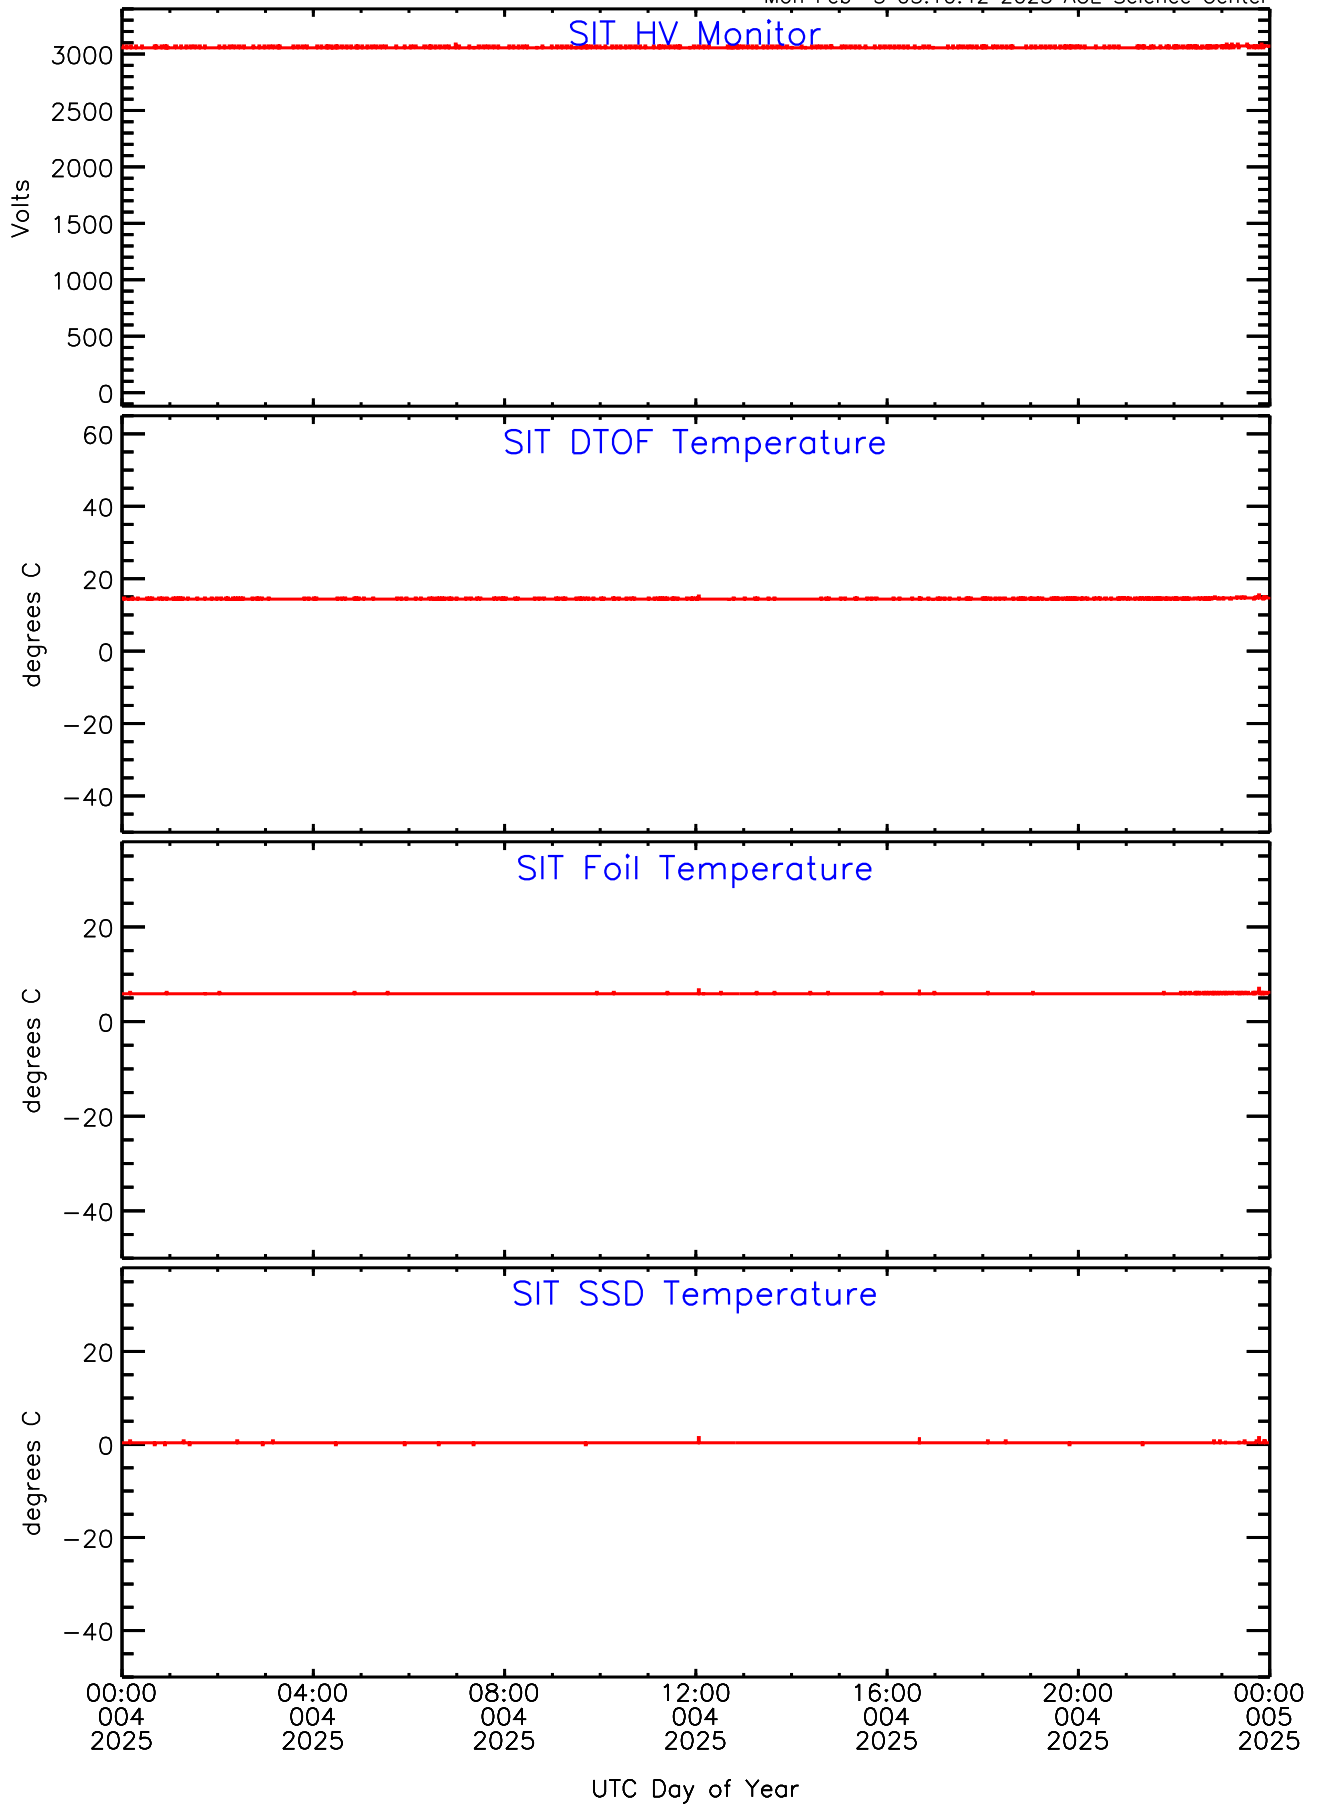 SIT HV Monitor
3000
2500
2000
1500
1000
500
0
Volts
SIT DTOF Temperature
60
40
20
0
−20
−40
degrees C
SIT Foil Temperature
20
0
−20
−40
degrees C
SIT SSD Temperature
20
0
−20
−40
degrees C
00:00 04:00 08:00 12:00 16:00 20:00 00:00
004 004 004 004 004 004 005
2025 2025 2025 2025 2025 2025 2025
UTC Day of Year